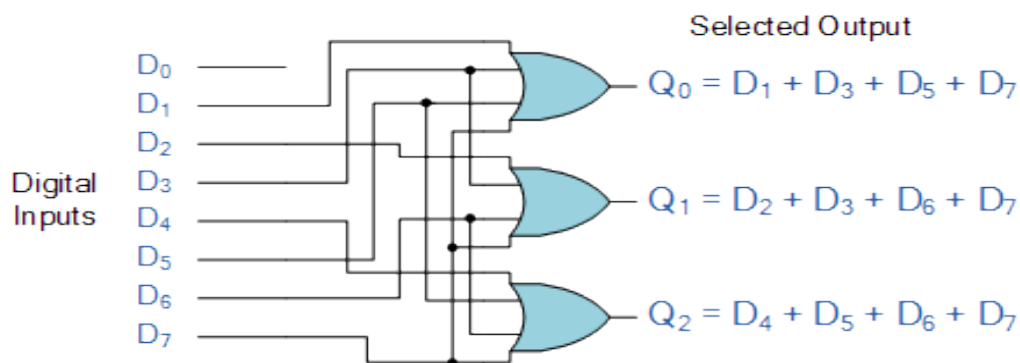 Selected Output
D₀
D₁
D₂
D₃
D₄
D₅
D₆
D₇
Digital
Inputs
Q₀ = D₁ + D₃ + D₅ + D₇
Q₁ = D₂ + D₃ + D₆ + D₇
Q₂ = D₄ + D₅ + D₆ + D₇